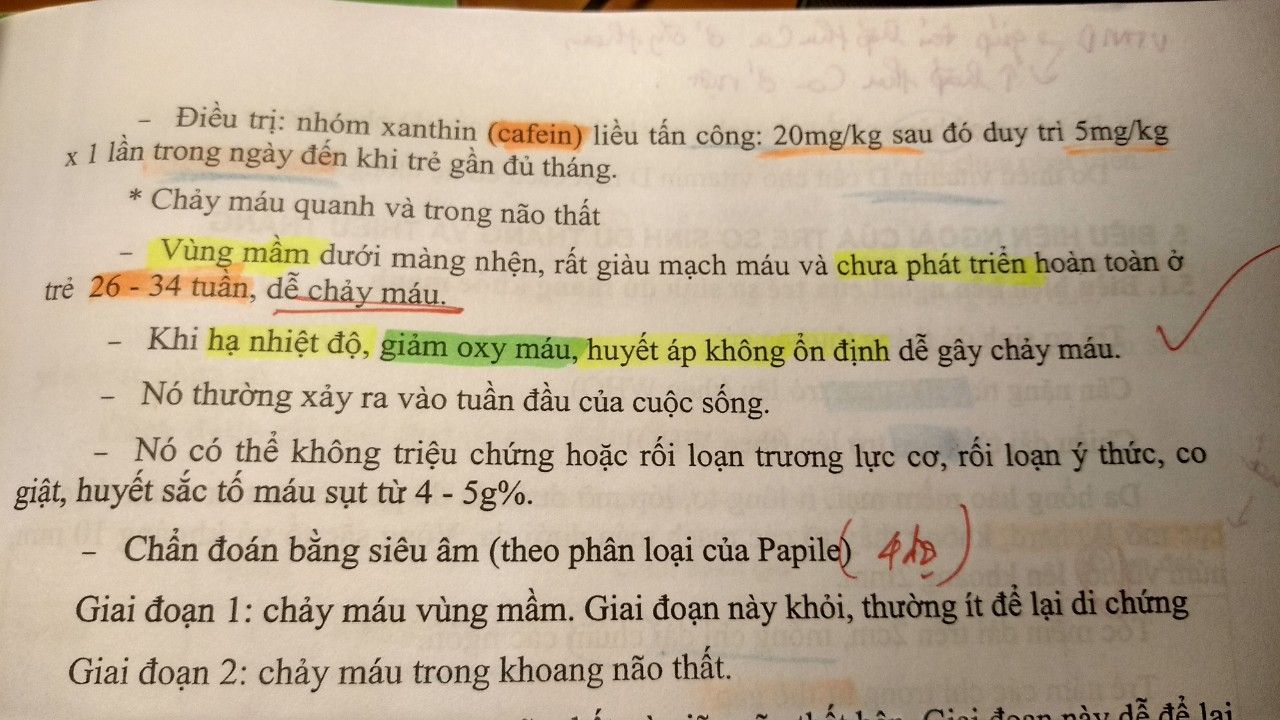 – Điều trị: nhóm xanthin (cafein) liều tấn công: 20mg/kg sau đó duy trì 5mg/kg
x 1 lần trong ngày đến khi trẻ gần đủ tháng.
* Chảy máu quanh và trong não thất
– Vùng mầm dưới màng nhện, rất giàu mạch máu và chưa phát triển hoàn toàn ở
trẻ 26 - 34 tuần, dễ chảy máu.
– Khi hạ nhiệt độ, giảm oxy máu, huyết áp không ổn định dễ gây chảy máu.
– Nó thường xảy ra vào tuần đầu của cuộc sống.
– Nó có thể không triệu chứng hoặc rối loạn trương lực cơ, rối loạn ý thức, co
giật, huyết sắc tố máu sụt từ 4 - 5g%.
– Chẩn đoán bằng siêu âm (theo phân loại của Papile) (4 độ)
Giai đoạn 1: chảy máu vùng mầm. Giai đoạn này khỏi, thường ít để lại di chứng
Giai đoạn 2: chảy máu trong khoang não thất.
Giai đoạn này dễ để lại